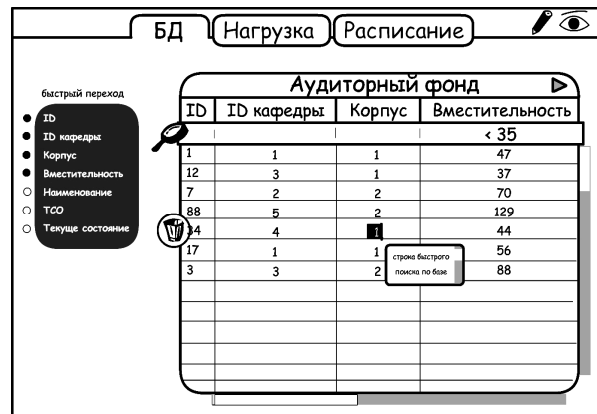 БД Нагрузка Расписание
быстрый переход
ID
ID кафедры
Корпус
Вместительность
Наименование
ТСО
Текуще состояние
Аудиторный фонд
ID ID кафедры Корпус Вместительность
< 35
1 1 1 47
12 3 1 37
7 2 2 70
88 5 2 129
34 4 1 44
17 1 1 56
3 3 2 88
строка быстрого
поиска по базе